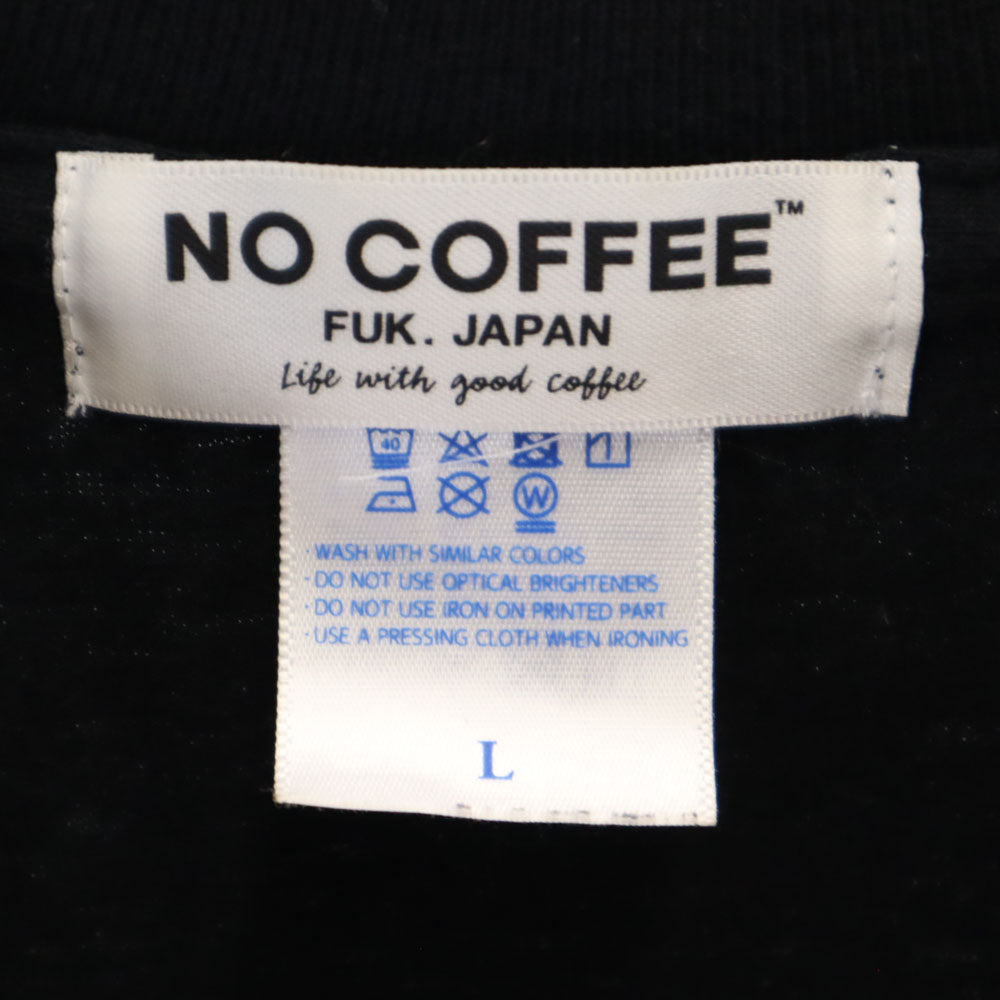 NO COFFEE™
FUK. JAPAN
Life with good coffee
40
W
· WASH WITH SIMILAR COLORS
· DO NOT USE OPTICAL BRIGHTENERS
· DO NOT USE IRON ON PRINTED PART
· USE A PRESSING CLOTH WHEN IRONING
L